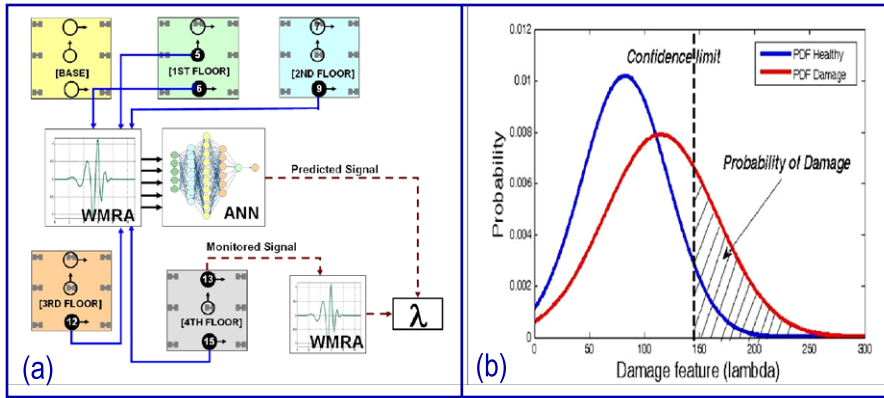 [BASE]
5
[1ST FLOOR]
6
7
[2ND FLOOR]
9
WMRA
ANN
Predicted Signal
Monitored Signal
[3RD FLOOR]
12
13
[4TH FLOOR]
15
WMRA
λ
(a)
Confidence limit
PDF Healthy
PDF Damage
Probability of Damage
Probability
0.012
0.01
0.008
0.006
0.004
0.002
0
0 50 100 150 200 250 300
Damage feature (lambda)
(b)